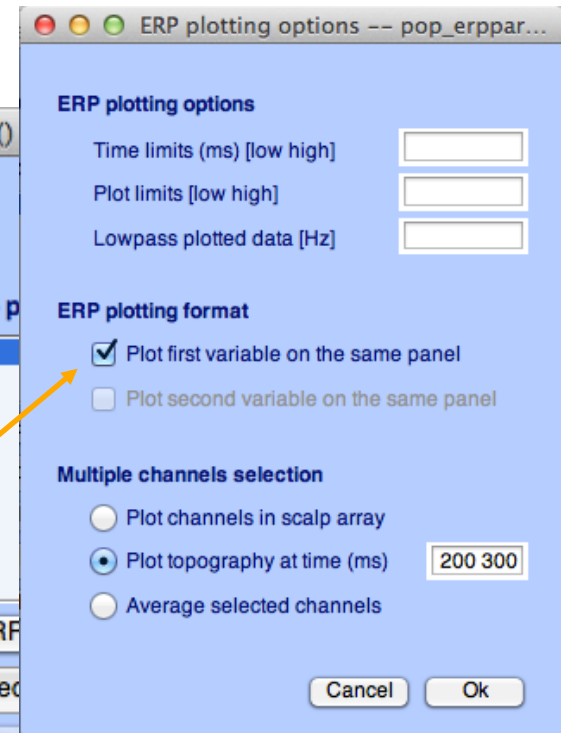 ERP plotting options -- pop_erppar...
()
ERP plotting options
Time limits (ms) [low high]
Plot limits [low high]
Lowpass plotted data [Hz]
p
ERP plotting format
Plot first variable on the same panel
Plot second variable on the same panel
Multiple channels selection
Plot channels in scalp array
Plot topography at time (ms) 200 300
Average selected channels
RF
ec
Cancel Ok